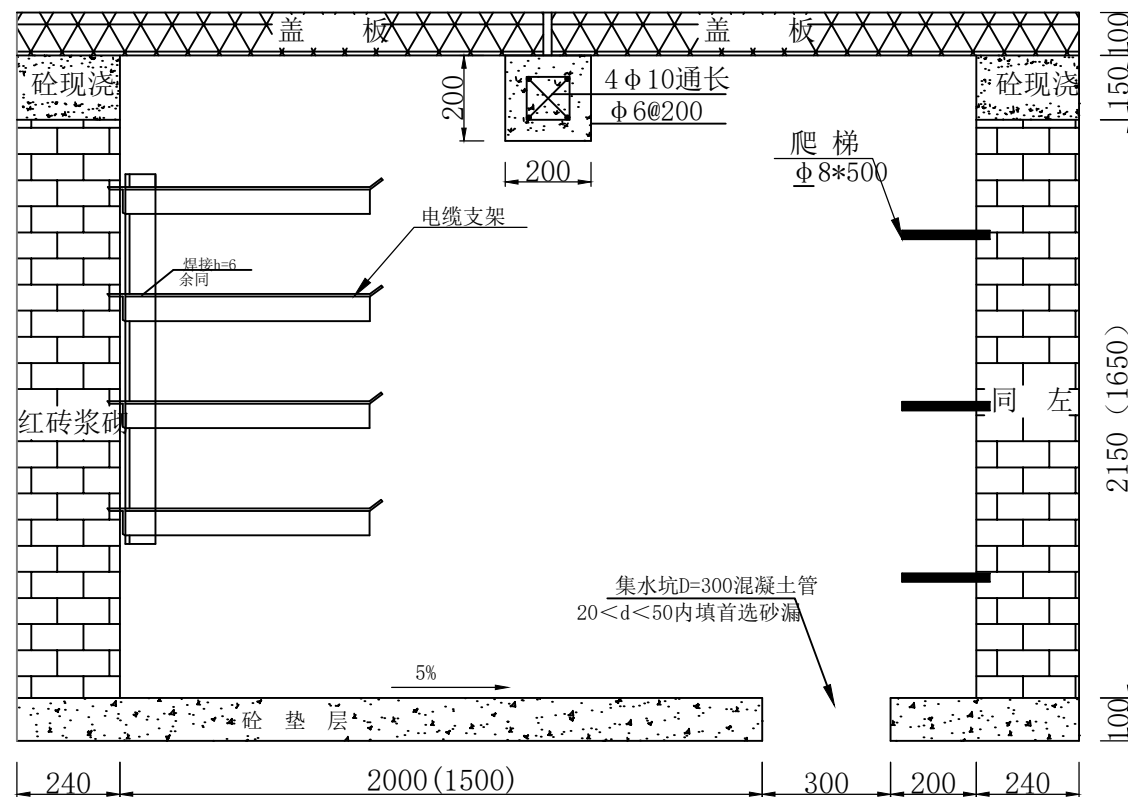 盖 板
盖 板
100
砼现浇
砼现浇
150
200
4φ10通长
φ6@200
200
爬 梯
φ8*500
电缆支架
焊接h=6
余同
红砖浆砌
同 左
2150（1650）
集水坑D=300混凝土管
20＜d＜50内填首选砂漏
5%
砼 垫 层
100
240
2000(1500)
300
200
240